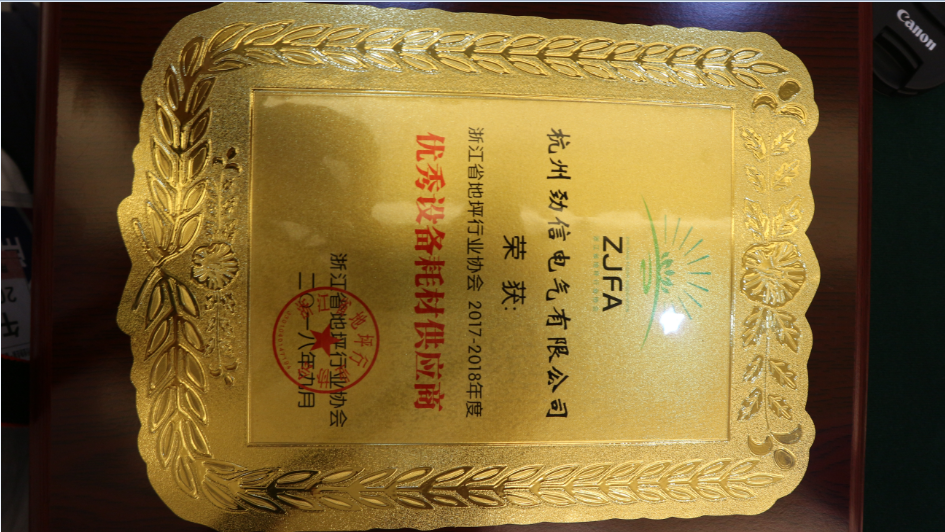 ZJFA
杭州劲信电气有限公司
荣获:
浙江省地坪行业协会 2017-2018年度
优秀设备耗材供应商
浙江省地坪行业协会
二〇一八年九月
Canon